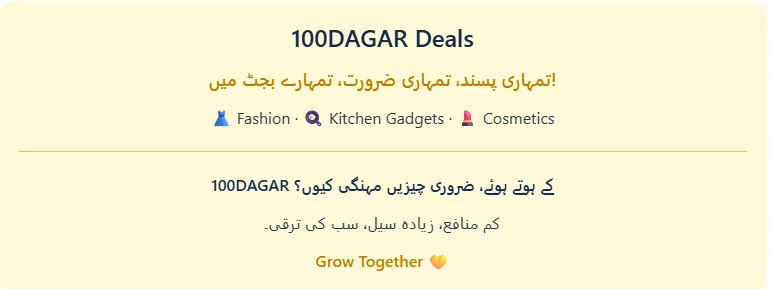 100DAGAR Deals
تمہاری پسند، تمہاری ضرورت، تمہارے بجٹ میں!
👗 Fashion · 🍳 Kitchen Gadgets · 💄 Cosmetics
100DAGAR کے ہوتے ہوئے، ضروری چیزیں مہنگی کیوں؟
کم منافع، زیادہ سیل، سب کی ترقی۔
Grow Together 💛